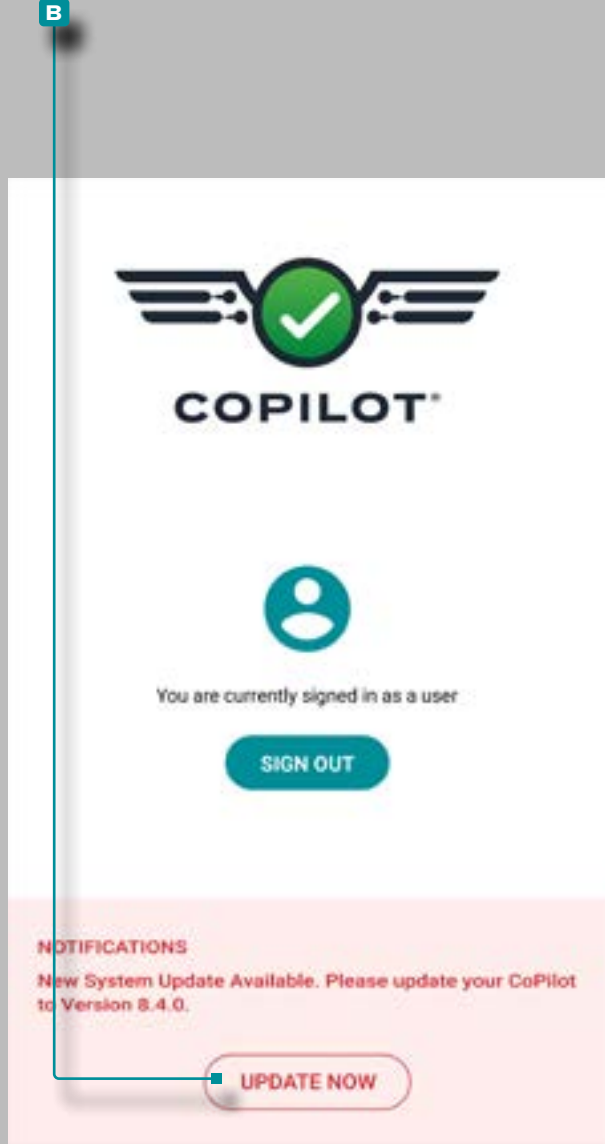 B
COPILOT®
You are currently signed in as a user
SIGN OUT
NOTIFICATIONS
New System Update Available. Please update your CoPilot
to Version 8.4.0.
UPDATE NOW